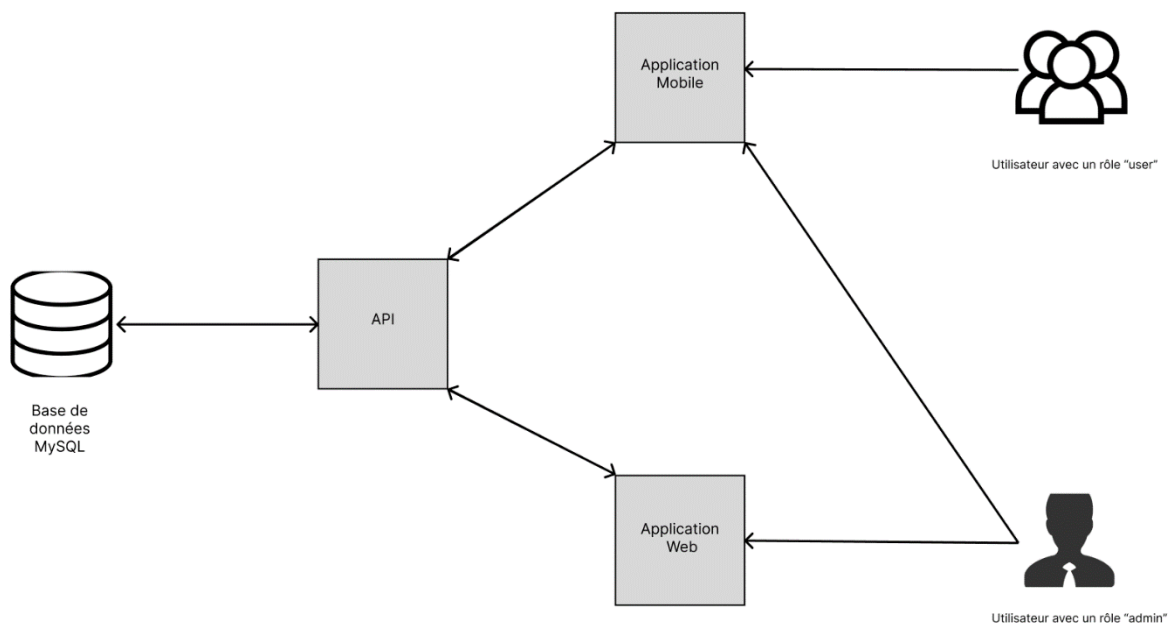 Application
Mobile
Utilisateur avec un rôle “user”
API
Base de
données
MySQL
Application
Web
Utilisateur avec un rôle “admin”